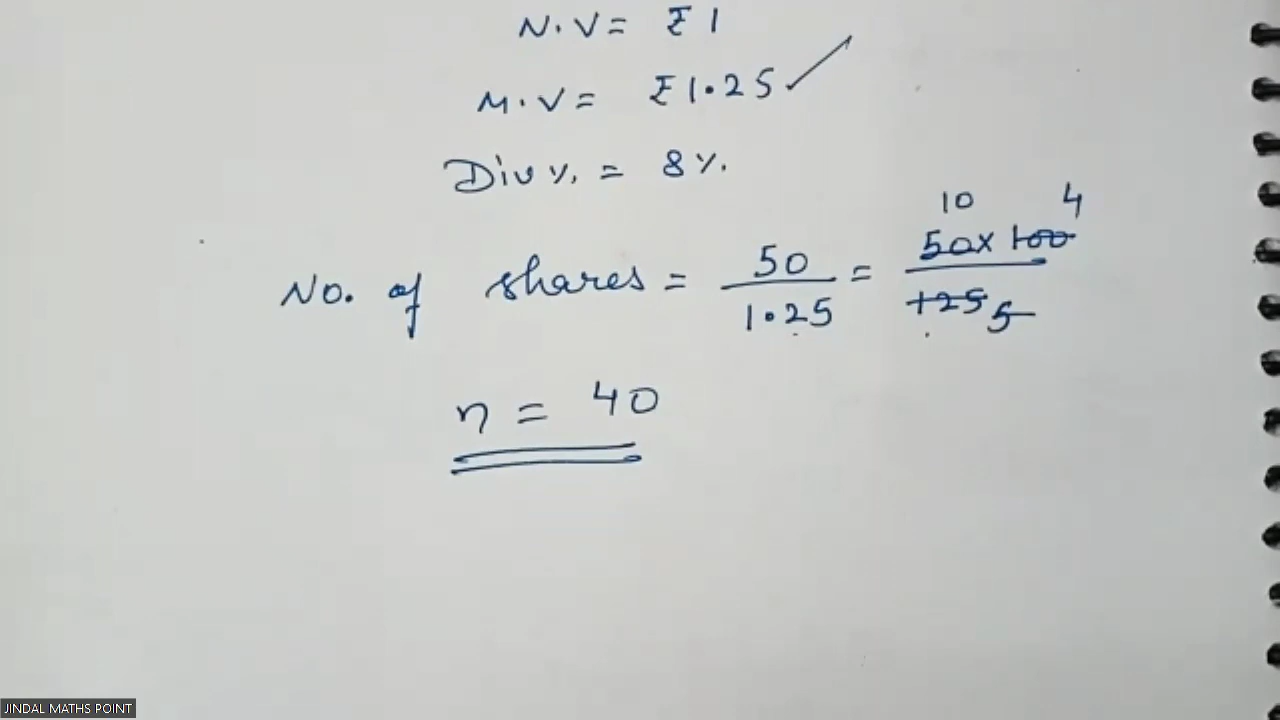 N.V = ₹1
M.V = ₹1.25 ✓
Div %. = 8%.
No. of shares = 50/1.25 = 50 x 100/125 10 4 5
n = 40
JINDAL MATHS POINT